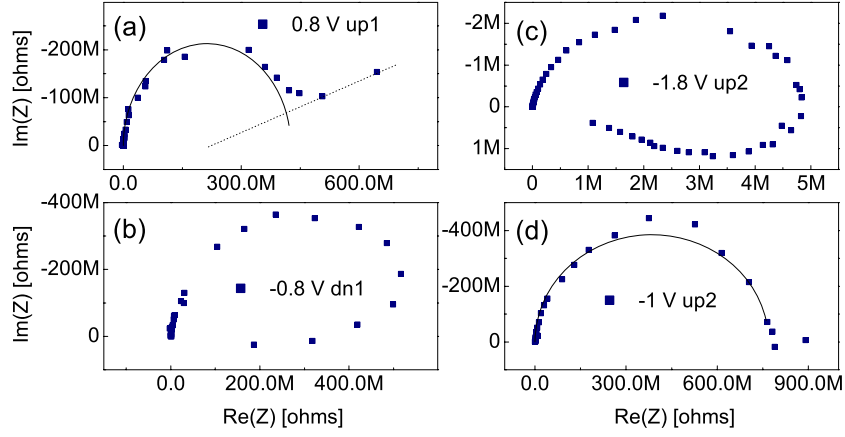 (a)
0.8 V up1
-200M
-100M
0
0.0
300.0M
600.0M
Im(Z) [ohms]
(c)
-1.8 V up2
-2M
-1M
0
1M
0
1M
2M
3M
4M
5M
(b)
-0.8 V dn1
-400M
-200M
0
0.0
200.0M
400.0M
Im(Z) [ohms]
Re(Z) [ohms]
(d)
-1 V up2
-400M
-200M
0
0.0
300.0M
600.0M
900.0M
Re(Z) [ohms]